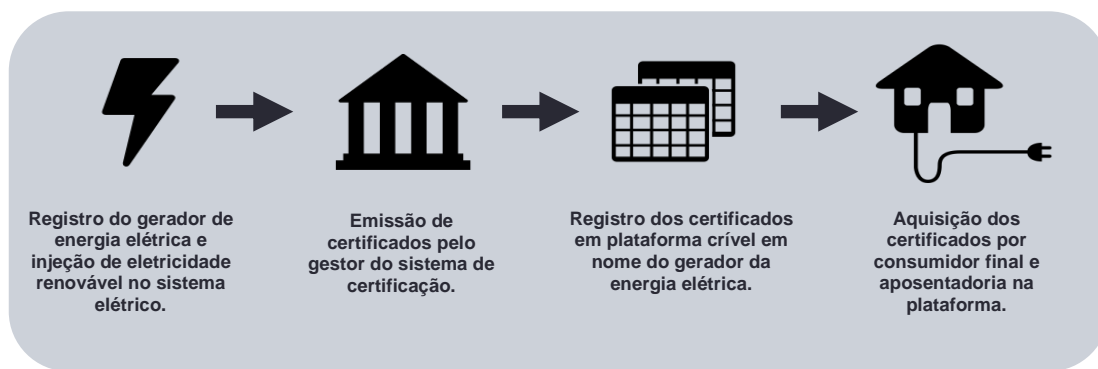 Registro do gerador de
energia elétrica e
injeção de eletricidade
renovável no sistema
elétrico.
Emissão de
certificados pelo
gestor do sistema de
certificação.
Registro dos certificados
em plataforma crível em
nome do gerador da
energia elétrica.
Aquisição dos
certificados por
consumidor final e
aposentadoria na
plataforma.